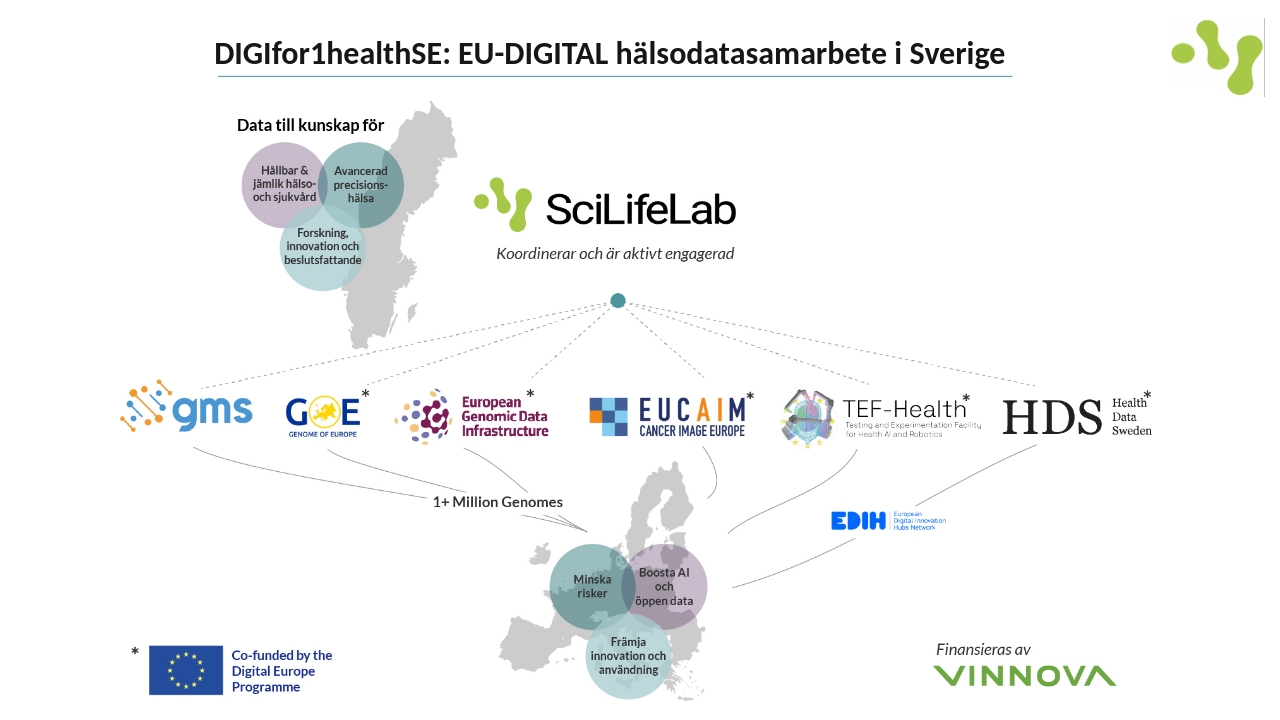 DIGIfor1healthSE: EU-DIGITAL hälsodatasamarbete i Sverige
Data till kunskap för
Hållbar &
jämlik hälso-
och sjukvård
Avancerad
precisions-
hälsa
Forskning,
innovation och
beslutsfattande
SciLifeLab
Koordinerar och är aktivt engagerad
gms
GOE*
GENOME OF EUROPE
European*
Genomic Data
Infrastructure
EUCAIM*
CANCER IMAGE EUROPE
TEF-Health*
Testing and Experimentation Facility
for Health AI and Robotics
HDS
Health*
Data
Sweden
1+ Million Genomes
EDIH
European
Digital Innovation
Hubs Network
Minska
risker
Boosta AI
och
öppen data
Främja
innovation och
användning
*
Co-funded by the
Digital Europe
Programme
Finansieras av
VINNOVA